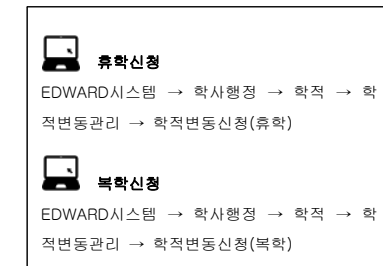 휴학신청
EDWARD시스템 → 학사행정 → 학적 → 학
적변동관리 → 학적변동신청(휴학)
복학신청
EDWARD시스템 → 학사행정 → 학적 → 학
적변동관리 → 학적변동신청(복학)